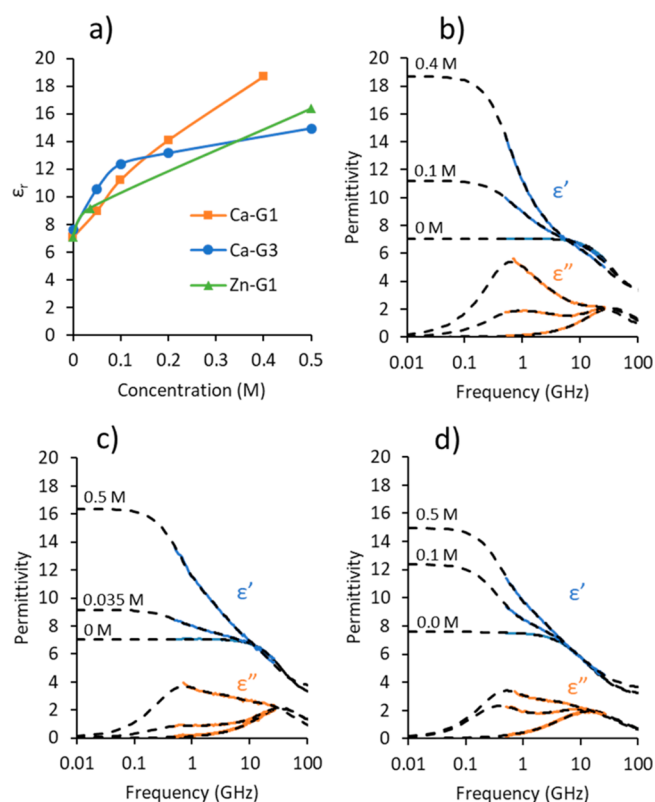 a)
20
18
16
14
12
10
8
6
4
2
0
εr
0
0.1
0.2
0.3
0.4
0.5
Concentration (M)
Ca-G1
Ca-G3
Zn-G1
b)
20
18
16
14
12
10
8
6
4
2
0
Permittivity
0.4 M
0.1 M
0 M
ε'
ε"
0.01
0.1
1
10
100
Frequency (GHz)
c)
20
18
16
14
12
10
8
6
4
2
0
Permittivity
0.5 M
0.035 M
0 M
ε'
ε"
0.01
0.1
1
10
100
Frequency (GHz)
d)
20
18
16
14
12
10
8
6
4
2
0
Permittivity
0.5 M
0.1 M
0.0 M
ε'
ε"
0.01
0.1
1
10
100
Frequency (GHz)